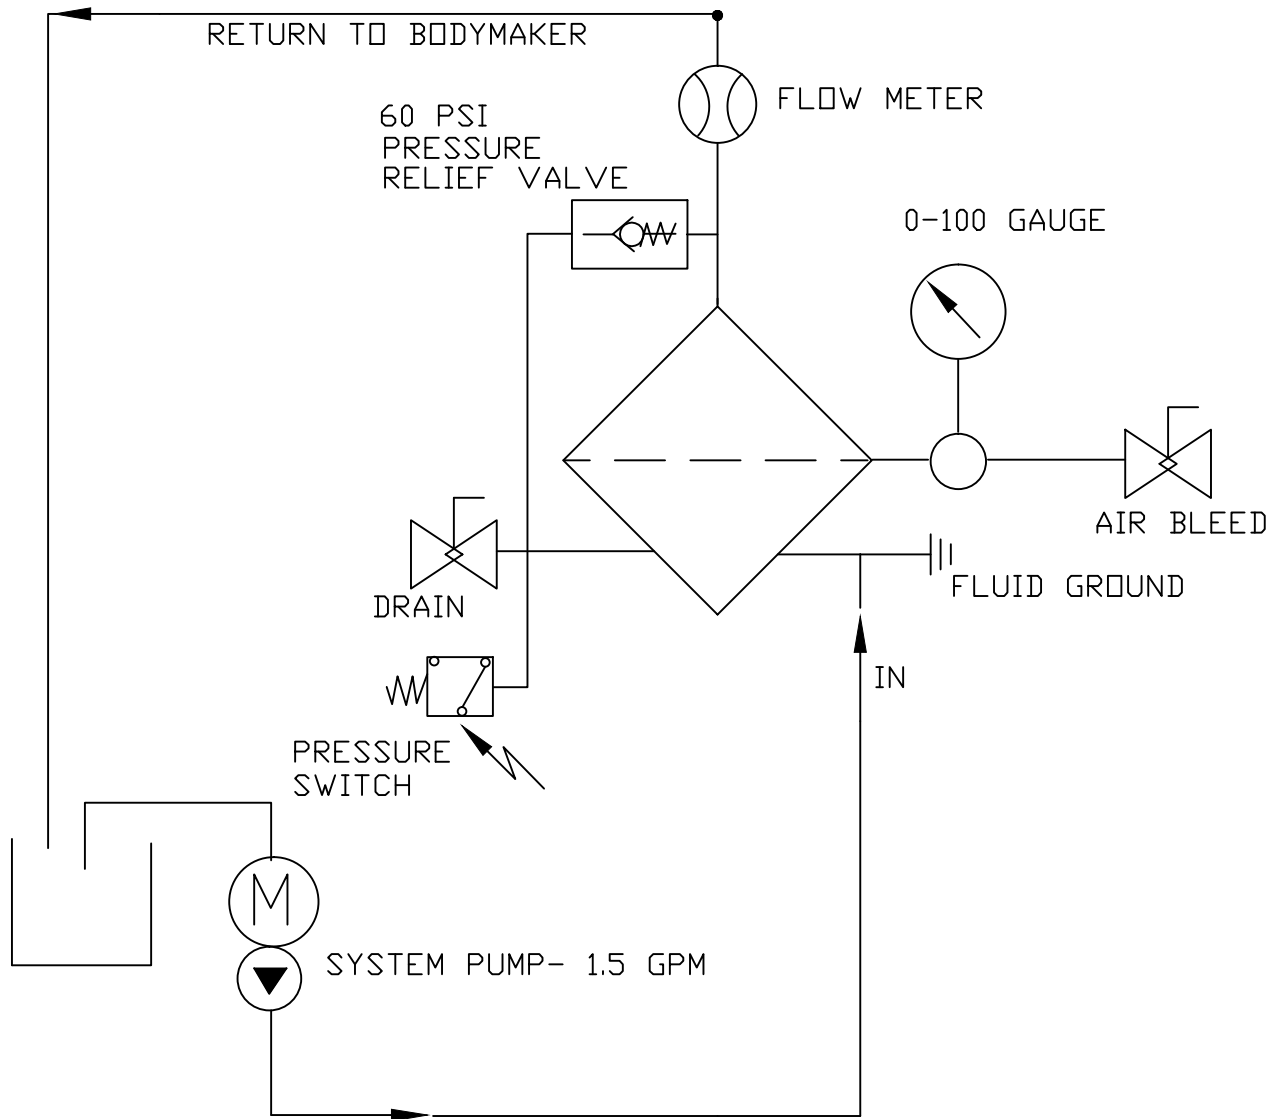 RETURN TO BODYMAKER
FLOW METER
60 PSI
PRESSURE
RELIEF VALVE
0-100 GAUGE
AIR BLEED
FLUID GROUND
DRAIN
IN
PRESSURE
SWITCH
M
SYSTEM PUMP- 1.5 GPM